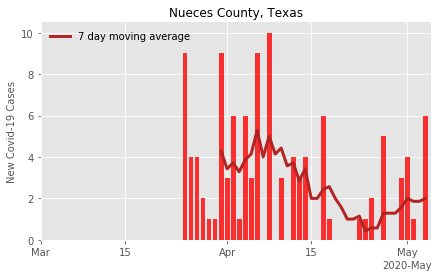 Nueces County, Texas
7 day moving average
New Covid-19 Cases
10
8
6
4
2
0
Mar 15 Apr 15 May
2020-May